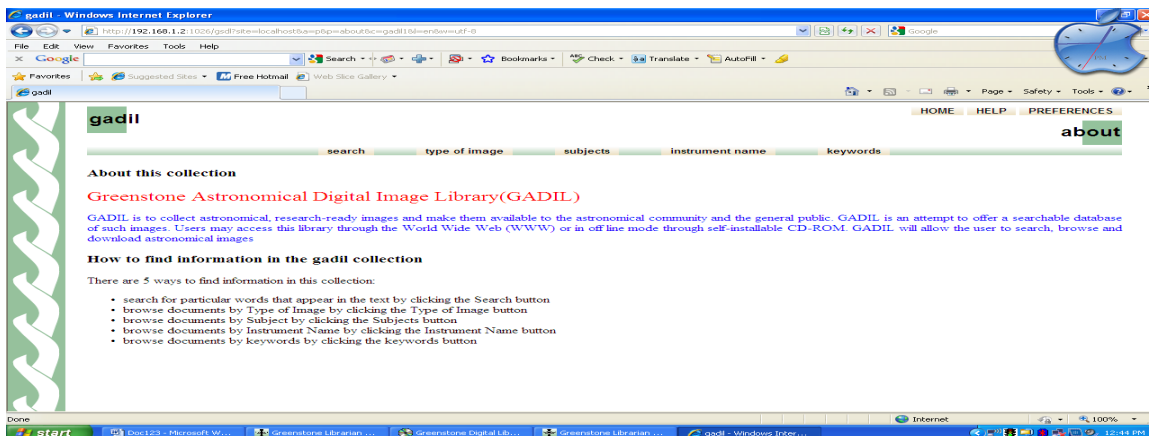 gadil - Windows Internet Explorer
http://192.168.1.2:1026/gsdl?site=localhost&a=p&p=about&c=gadil1&l=en&w=utf-8
Google
File Edit View Favorites Tools Help
Google Search Bookmarks Check Translate AutoFill
Favorites Suggested Sites Free Hotmail Web Slice Gallery
gadil Page Safety Tools
HOME HELP PREFERENCES
gadil
about
search type of image subjects instrument name keywords
About this collection
Greenstone Astronomical Digital Image Library(GADIL)
GADIL is to collect astronomical, research-ready images and make them available to the astronomical community and the general public. GADIL is an attempt to offer a searchable database
of such images. Users may access this library through the World Wide Web (WWW) or in off line mode through self-installable CD-ROM. GADIL will allow the user to search, browse and
download astronomical images
How to find information in the gadil collection
There are 5 ways to find information in this collection:
• search for particular words that appear in the text by clicking the Search button
• browse documents by Type of Image by clicking the Type of Image button
• browse documents by Subject by clicking the Subjects button
• browse documents by Instrument Name by clicking the Instrument Name button
• browse documents by keywords by clicking the keywords button
Done Internet 100%
start Doc123 - Microsoft W... Greenstone Librarian ... Greenstone Digital Lib... Greenstone Librarian ... gadil - Windows Inter... 12:44 PM